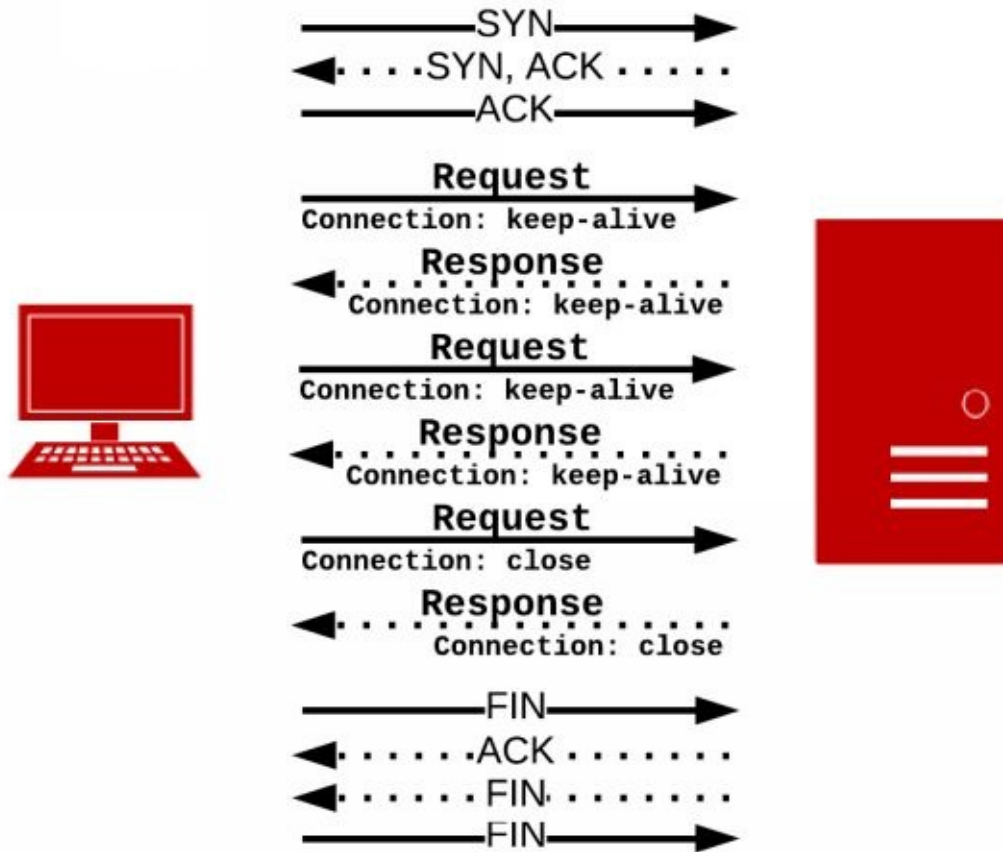 SYN
SYN, ACK
ACK
Request
Connection: keep-alive
Response
Connection: keep-alive
Request
Connection: keep-alive
Response
Connection: keep-alive
Request
Connection: close
Response
Connection: close
FIN
ACK
FIN
FIN